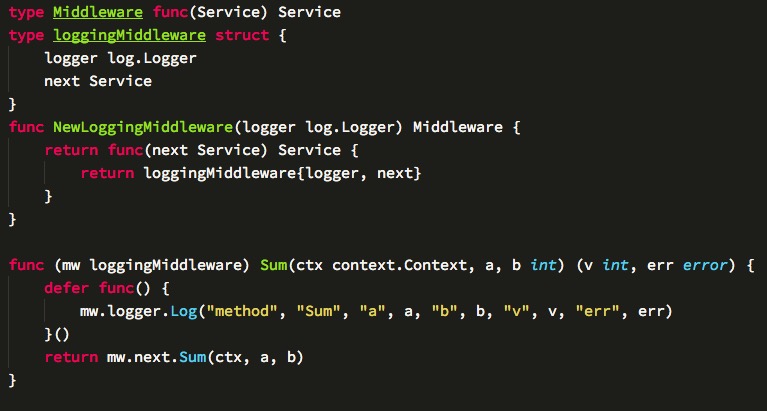 type Middleware func(Service) Service
type loggingMiddleware struct {
    logger log.Logger
    next Service
}
func NewLoggingMiddleware(logger log.Logger) Middleware {
    return func(next Service) Service {
        return loggingMiddleware{logger, next}
    }
}

func (mw loggingMiddleware) Sum(ctx context.Context, a, b int) (v int, err error) {
    defer func() {
        mw.logger.Log("method", "Sum", "a", a, "b", b, "v", v, "err", err)
    }()
    return mw.next.Sum(ctx, a, b)
}